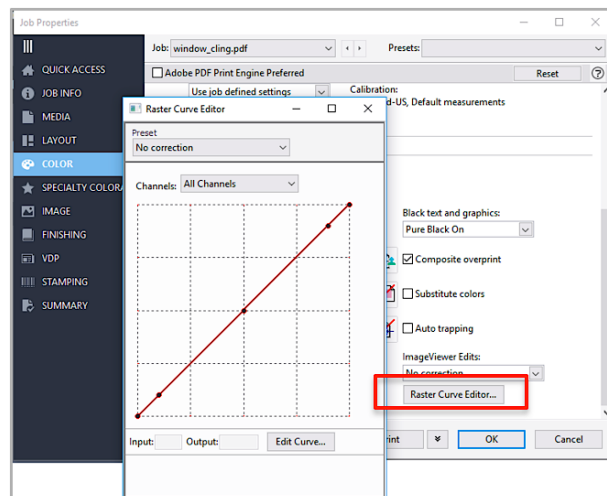 Job Properties
Job: window_cling.pdf
Presets:
Adobe PDF Print Engine Preferred
Reset
?
QUICK ACCESS
JOB INFO
MEDIA
LAYOUT
COLOR
SPECIALTY COLORA
IMAGE
FINISHING
VDP
STAMPING
SUMMARY
Use job defined settings
Calibration:
d-US, Default measurements
Raster Curve Editor
Preset
No correction
Channels: All Channels
Input:
Output:
Edit Curve...
Black text and graphics:
Pure Black On
Composite overprint
Substitute colors
Auto trapping
ImageViewer Edits:
No correction
Raster Curve Editor...
int
OK
Cancel